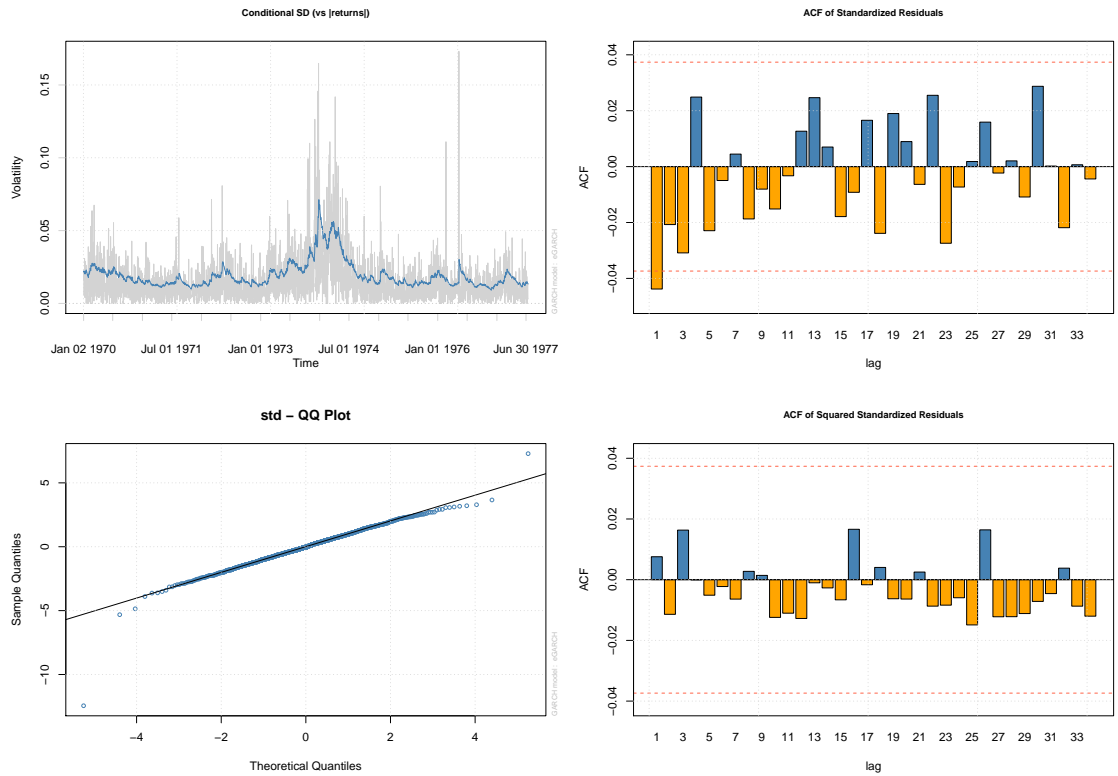 Conditional SD (vs |returns|)
Volatility
0.15
0.10
0.05
0.00
Jan 02 1970 Jul 01 1971 Jan 01 1973 Jul 01 1974 Jan 01 1976 Jun 30 1977
Time
GARCH model : eGARCH
ACF of Standardized Residuals
ACF
0.04
0.02
0.00
−0.02
−0.04
1 3 5 7 9 11 13 15 17 19 21 23 25 27 29 31 33
lag
std − QQ Plot
Sample Quantiles
5
0
−5
−10
−4 −2 0 2 4
Theoretical Quantiles
GARCH model : eGARCH
ACF of Squared Standardized Residuals
ACF
0.04
0.02
0.00
−0.02
−0.04
1 3 5 7 9 11 13 15 17 19 21 23 25 27 29 31 33
lag